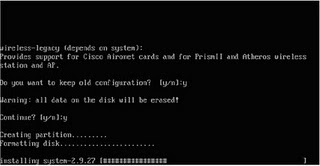 wireless-legacy (depends on system):
Provides support for Cisco Aironet cards and for PrismII and Atheros wireless
station and AP.
Do you want to keep old configuration? [y/n]:y
Warning: all data on the disk will be erased!
Continue? [y/n]:y
Creating partition.........
Formatting disk.......................
installing system-2.9.27 [################ ]